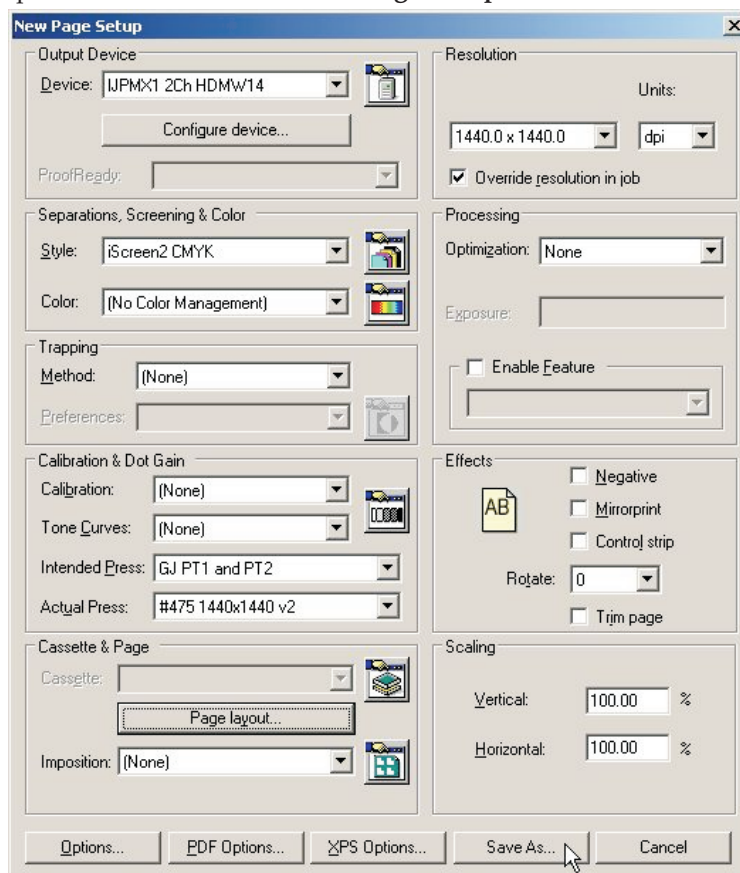 New Page Setup
Output Device
Device: IJPMX1 2Ch HDMW14
Configure device...
ProofReady:
Separations, Screening & Color
Style: iScreen2 CMYK
Color: (No Color Management)
Trapping
Method: (None)
Preferences:
Calibration & Dot Gain
Calibration: (None)
Tone Curves: (None)
Intended Press: GJ PT1 and PT2
Actual Press: #475 1440x1440 v2
Cassette & Page
Cassette:
Page layout...
Imposition: (None)
Resolution
Units:
1440.0 x 1440.0 dpi
Override resolution in job
Processing
Optimization: None
Exposure:
Enable Feature
Effects
AB
Negative
Mirrorprint
Control strip
Rotate: 0
Trim page
Scaling
Vertical: 100.00 %
Horizontal: 100.00 %
Options... PDF Options... XPS Options... Save As... Cancel